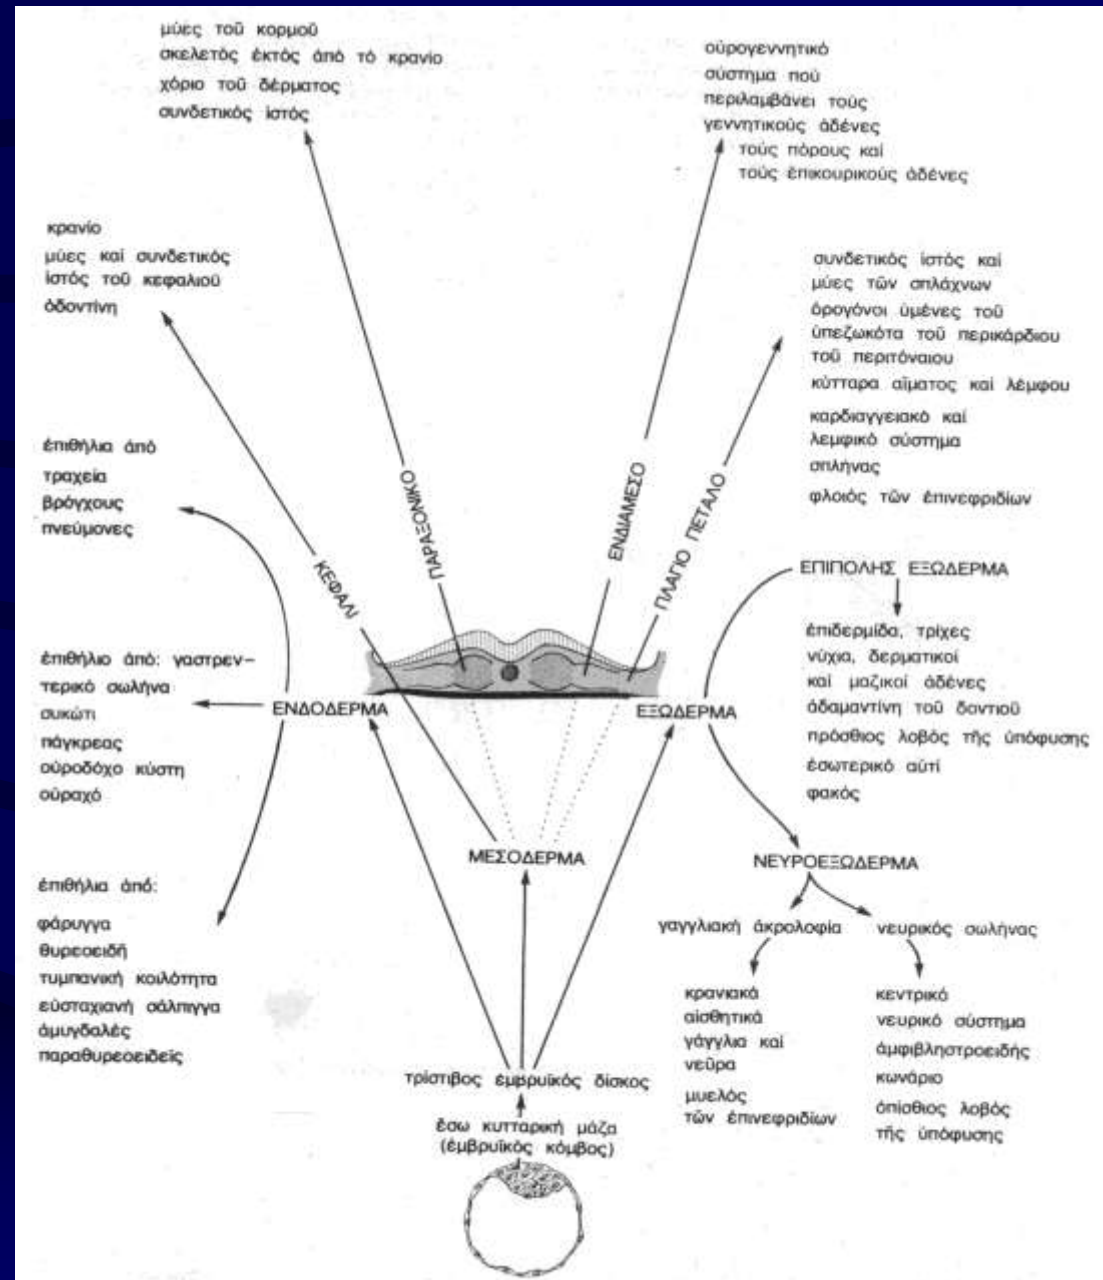 μύες τοῦ κορμοῦ
σκελετός ἐκτός ἀπό τό κρανίο
χόριο τοῦ δέρματος
συνδετικός ἱστός
οὐρογεννητικό
σύστημα πού
περιλαμβάνει τούς
γεννητικούς ἀδένες
τούς πόρους καί
τούς ἐπικουρικούς ἀδένες
κρανίο
μύες καί συνδετικός
ἱστός τοῦ κεφαλιοῦ
ὀδοντίνη
συνδετικός ἱστός καί
μύες τῶν σπλάχνων
ὀρογόνοι ὑμένες τοῦ
ὑπεζωκότα τοῦ περικάρδιου
τοῦ περιτόναιου
κύτταρα αἵματος καί λέμφου
καρδιαγγειακό καί
λεμφικό σύστημα
σπλήνας
φλοιός τῶν ἐπινεφριδίων
ἐπιθήλια ἀπό
τραχεία
βρόγχους
πνεύμονες
ΚΕΦΑΛΙ
ΠΑΡΑΞΟΝΙΚΟ
ΕΝΔΙΑΜΕΣΟ
ΠΛΑΓΙΟ ΠΕΤΑΛΟ
ΕΠΙΠΟΛΗΣ ΕΞΩΔΕΡΜΑ
ἐπιδερμίδα, τρίχες
νύχια, δερματικοί
καί μαζικοί ἀδένες
ἀδαμαντίνη τοῦ δοντιοῦ
πρόσθιος λοβός τῆς ὑπόφυσης
ἐσωτερικό αὐτί
φακός
ἐπιθήλιο ἀπό: γαστρεν-
τερικό σωλήνα
συκώτι
πάγκρεας
οὐροδόχο κύστη
οὐραχό
ΕΝΔΟΔΕΡΜΑ
ΕΞΩΔΕΡΜΑ
ΜΕΣΟΔΕΡΜΑ
ΝΕΥΡΟΕΞΩΔΕΡΜΑ
ἐπιθήλια ἀπό:
φάρυγγα
θυρεοειδῆ
τυμπανική κοιλότητα
εὐσταχιανή σάλπιγγα
ἀμυγδαλές
παραθυρεοειδεῖς
γαγγλιακή ἀκρολοφία
νευρικός σωλήνας
κρανιακά
αἰσθητικά
γάγγλια καί
νεῦρα
μυελός
τῶν ἐπινεφριδίων
κεντρικό
νευρικό σύστημα
ἀμφιβληστροειδής
κωνάριο
ὀπίσθιος λοβός
τῆς ὑπόφυσης
τρίστιβος ἐμβρυϊκός δίσκος
ἔσω κυτταρική μάζα
(ἐμβρυϊκός κόμβος)